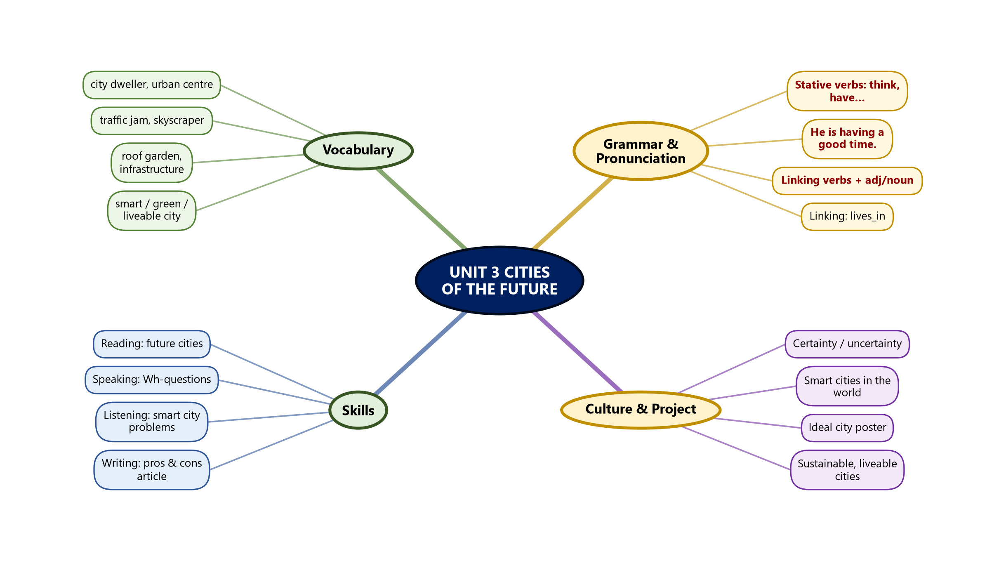 city dweller, urban centre
traffic jam, skyscraper
roof garden,
infrastructure
smart / green /
liveable city
Vocabulary
Stative verbs: think,
have...
He is having a
good time.
Linking verbs + adj/noun
Linking: lives_in
Grammar &
Pronunciation
UNIT 3 CITIES
OF THE FUTURE
Reading: future cities
Speaking: Wh-questions
Listening: smart city
problems
Writing: pros & cons
article
Skills
Certainty / uncertainty
Smart cities in the
world
Ideal city poster
Sustainable, liveable
cities
Culture & Project